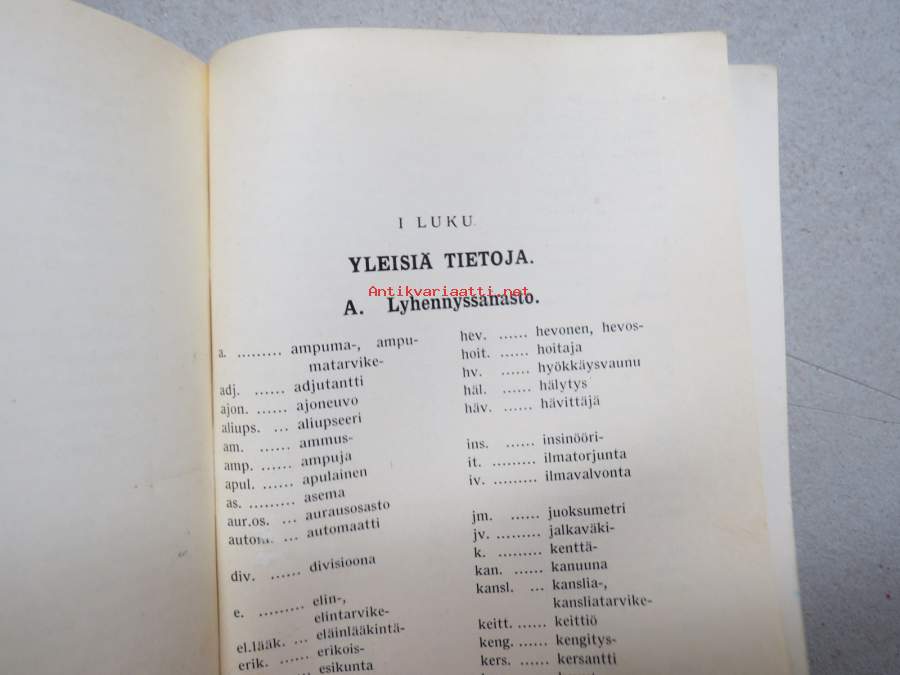 I LUKU.
YLEISIÄ TIETOJA.
Antikvariaatti.net
A. Lyhennyssanasto.
a. ......... ampuma-, ampu-
matarvike-
adj. ...... adjutantti
ajon. ...... ajoneuvo
aliups. ... aliupseeri
am. ...... ammus-
amp. ...... ampuja
apul. ...... apulainen
as. ......... asema
aur.os. ... aurausosasto
autom. ... automaatti
div. ...... divisioona
e. ......... elin-,
elintarvike-
el.lääk. ... eläinlääkintä-
erik. ...... erikois-
esikunta
hev. ...... hevonen, hevos-
hoit. ...... hoitaja
hv. ...... hyökkäysvaunu
häl. ...... hälytys
häv. ...... hävittäjä
ins. ...... insinööri-
it. ......... ilmatorjunta
iv. ......... ilmavalvonta
jm. ...... juoksumetri
jv. ......... jalkaväki-
k. ......... kenttä-
kan. ...... kanuuna
kansl. ... kanslia-,
kansliatarvike-
keitt. ...... keittiö
keng. ...... kengitys-
kers. ...... kersantti